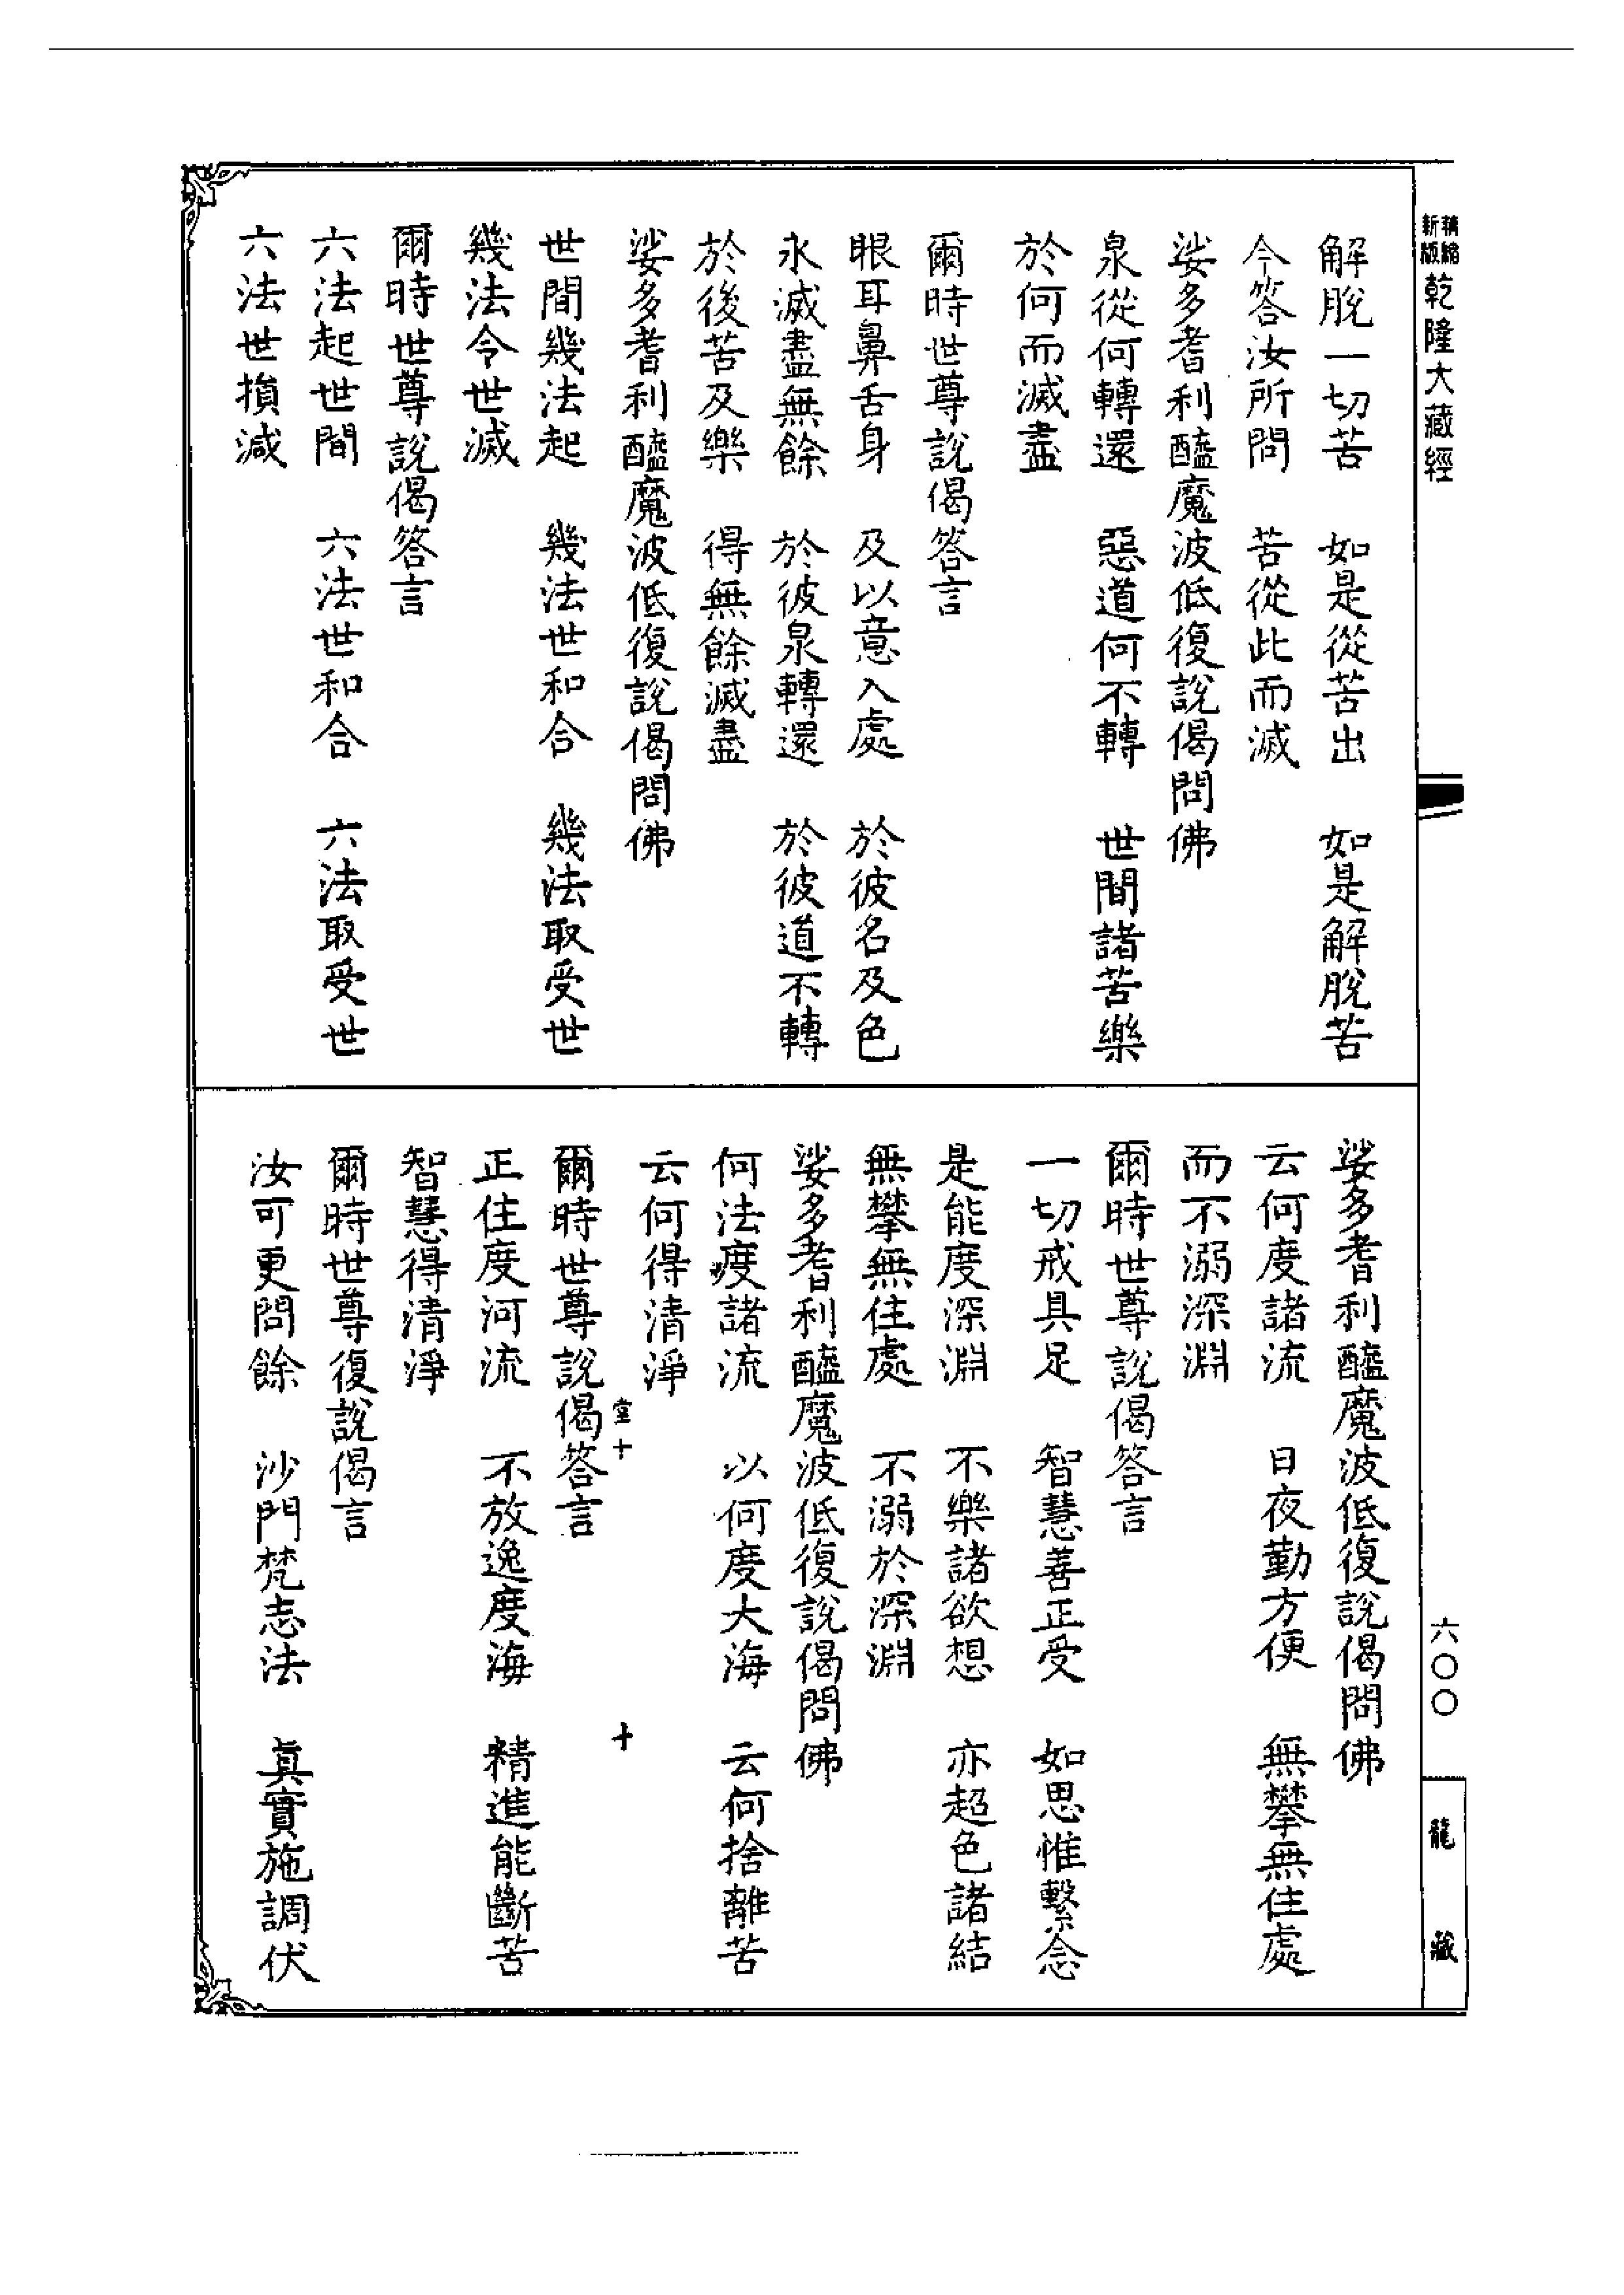 新版精縮乾隆大藏經
解脫一切苦　如是從苦出　如是解脫苦
今答汝所問　苦從此而滅
娑多耆利醯魔波低復說偈問佛
泉從何轉還　惡道何不轉　世間諸苦樂
於何而滅盡
爾時世尊說偈答言
眼耳鼻舌身　及以意入處　於彼名及色
永滅盡無餘　於彼泉轉還　於彼道不轉
於後苦及樂　得無餘滅盡
娑多耆利醯魔波低復說偈問佛
世間幾法起　幾法世和合　幾法取受世
幾法令世滅
爾時世尊說偈答言
六法起世間　六法世和合　六法取受世
六法世損減
娑多耆利醯魔波低復說偈問佛
云何度諸流　日夜勤方便　無攀無住處
而不溺深淵
爾時世尊說偈答言
一切戒具足　智慧善正受　如思惟繫念
是能度深淵　不樂諸欲想　亦超色諸結
無攀無住處　不溺於深淵
娑多耆利醯魔波低復說偈問佛
何法度諸流　以何度大海　云何捨離苦
云何得清淨
堂十　十
爾時世尊說偈答言
正住度河流　不放逸度海　精進能斷苦
智慧得清淨
爾時世尊復說偈言
汝可更問餘　沙門梵志法　真實施調伏
六〇〇
龍藏